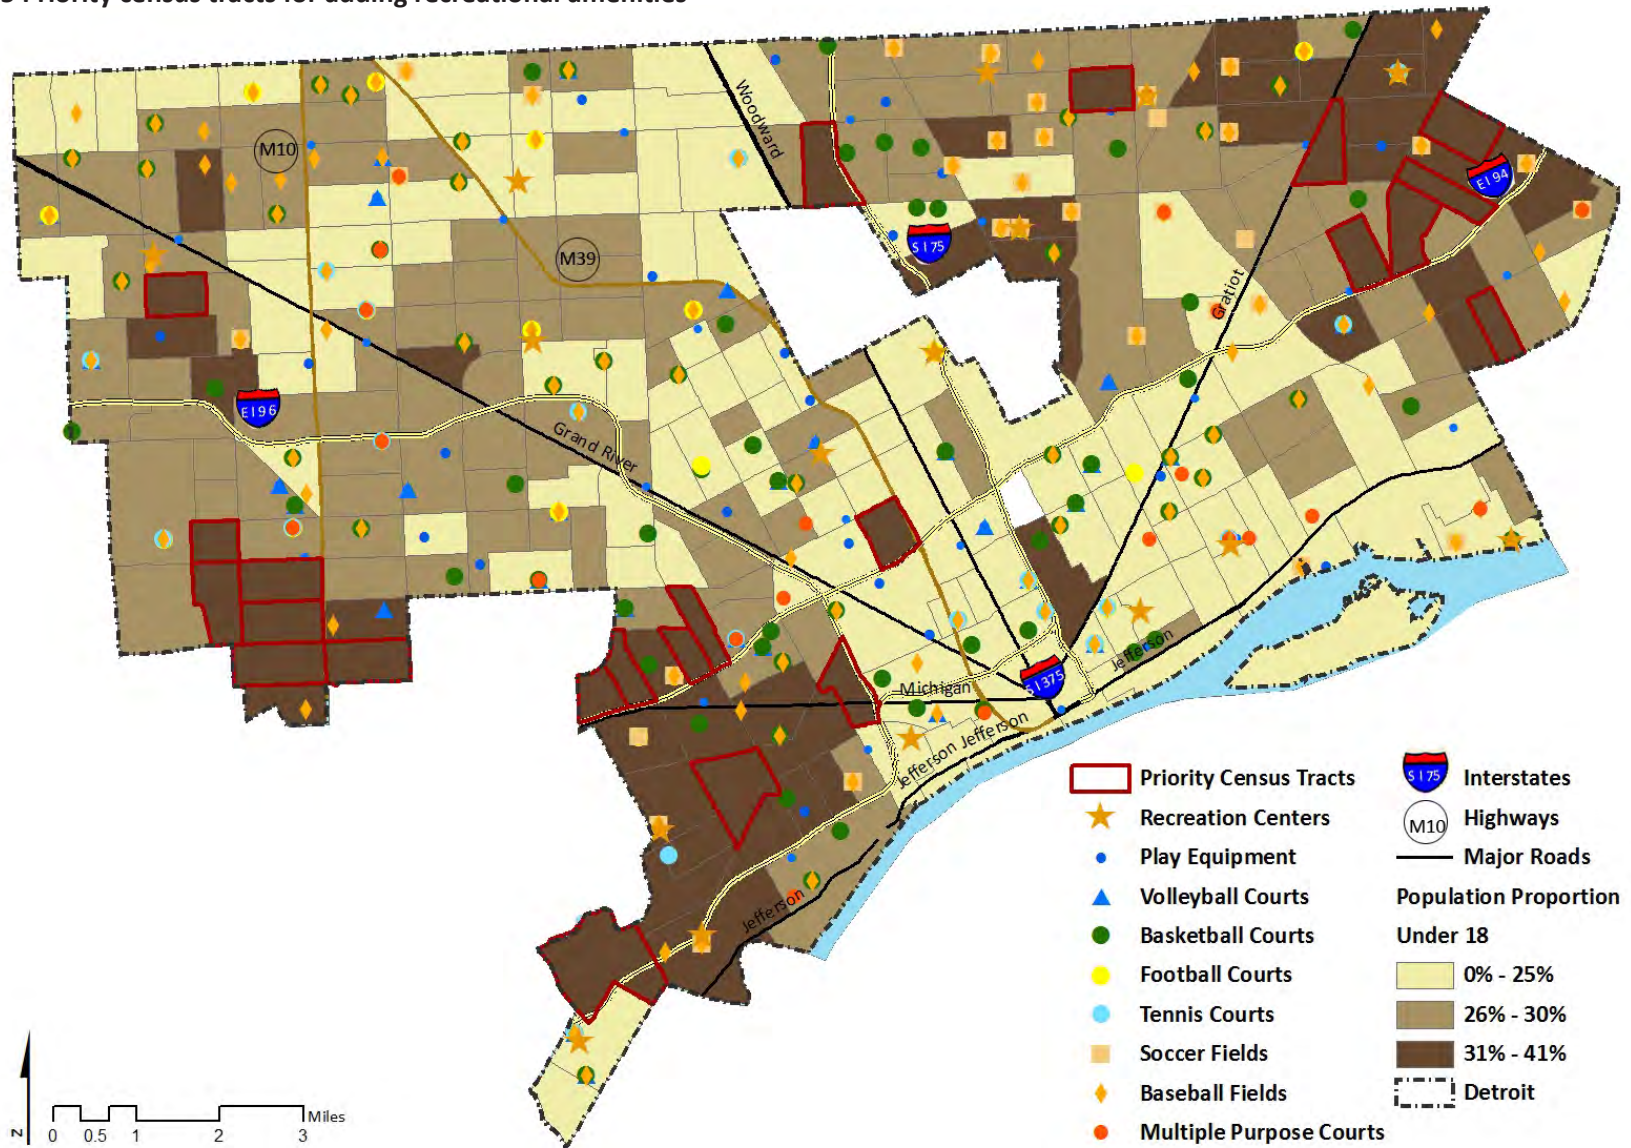 Priority census tracts for adding recreational amenities
Woodward
M10
E I 94
S I 75
M39
Gratiot
E I 96
Grand River
Jefferson
S I 375
Michigan
Jefferson Jefferson
Jefferson
Priority Census Tracts
Recreation Centers
Play Equipment
Volleyball Courts
Basketball Courts
Football Courts
Tennis Courts
Soccer Fields
Baseball Fields
Multiple Purpose Courts
S I 75 Interstates
M10 Highways
Major Roads
Population Proportion
Under 18
0% - 25%
26% - 30%
31% - 41%
Detroit
N
Miles
0 0.5 1 2 3